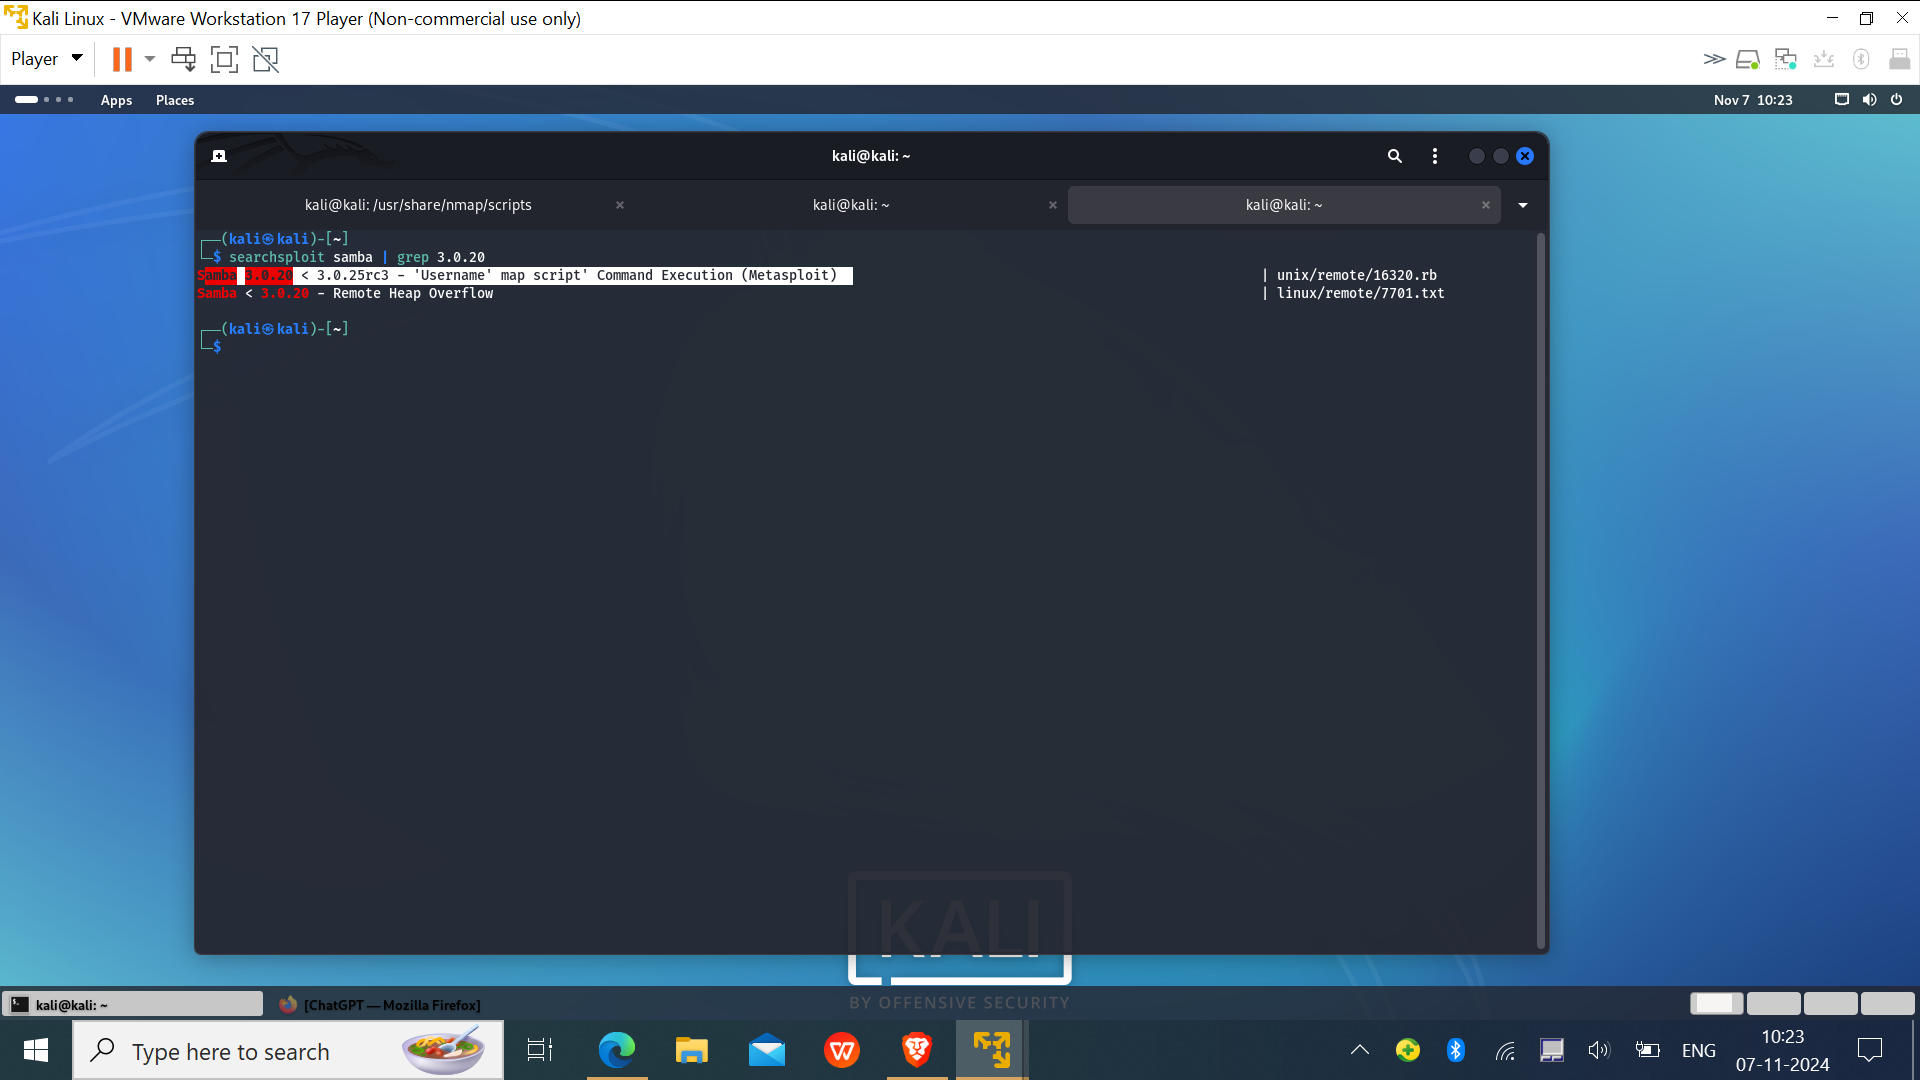 Kali Linux - VMware Workstation 17 Player (Non-commercial use only)
Player
Apps Places Nov 7 10:23
kali@kali: ~
kali@kali: /usr/share/nmap/scripts kali@kali: ~ kali@kali: ~
(kali㉿kali)-[~]
$ searchsploit samba | grep 3.0.20
Samba 3.0.20 < 3.0.25rc3 - 'Username' map script' Command Execution (Metasploit) | unix/remote/16320.rb
Samba < 3.0.20 - Remote Heap Overflow | linux/remote/7701.txt
(kali㉿kali)-[~]
$
KALI
BY OFFENSIVE SECURITY
kali@kali: ~ [ChatGPT — Mozilla Firefox]
Type here to search
W
ENG
10:23
07-11-2024